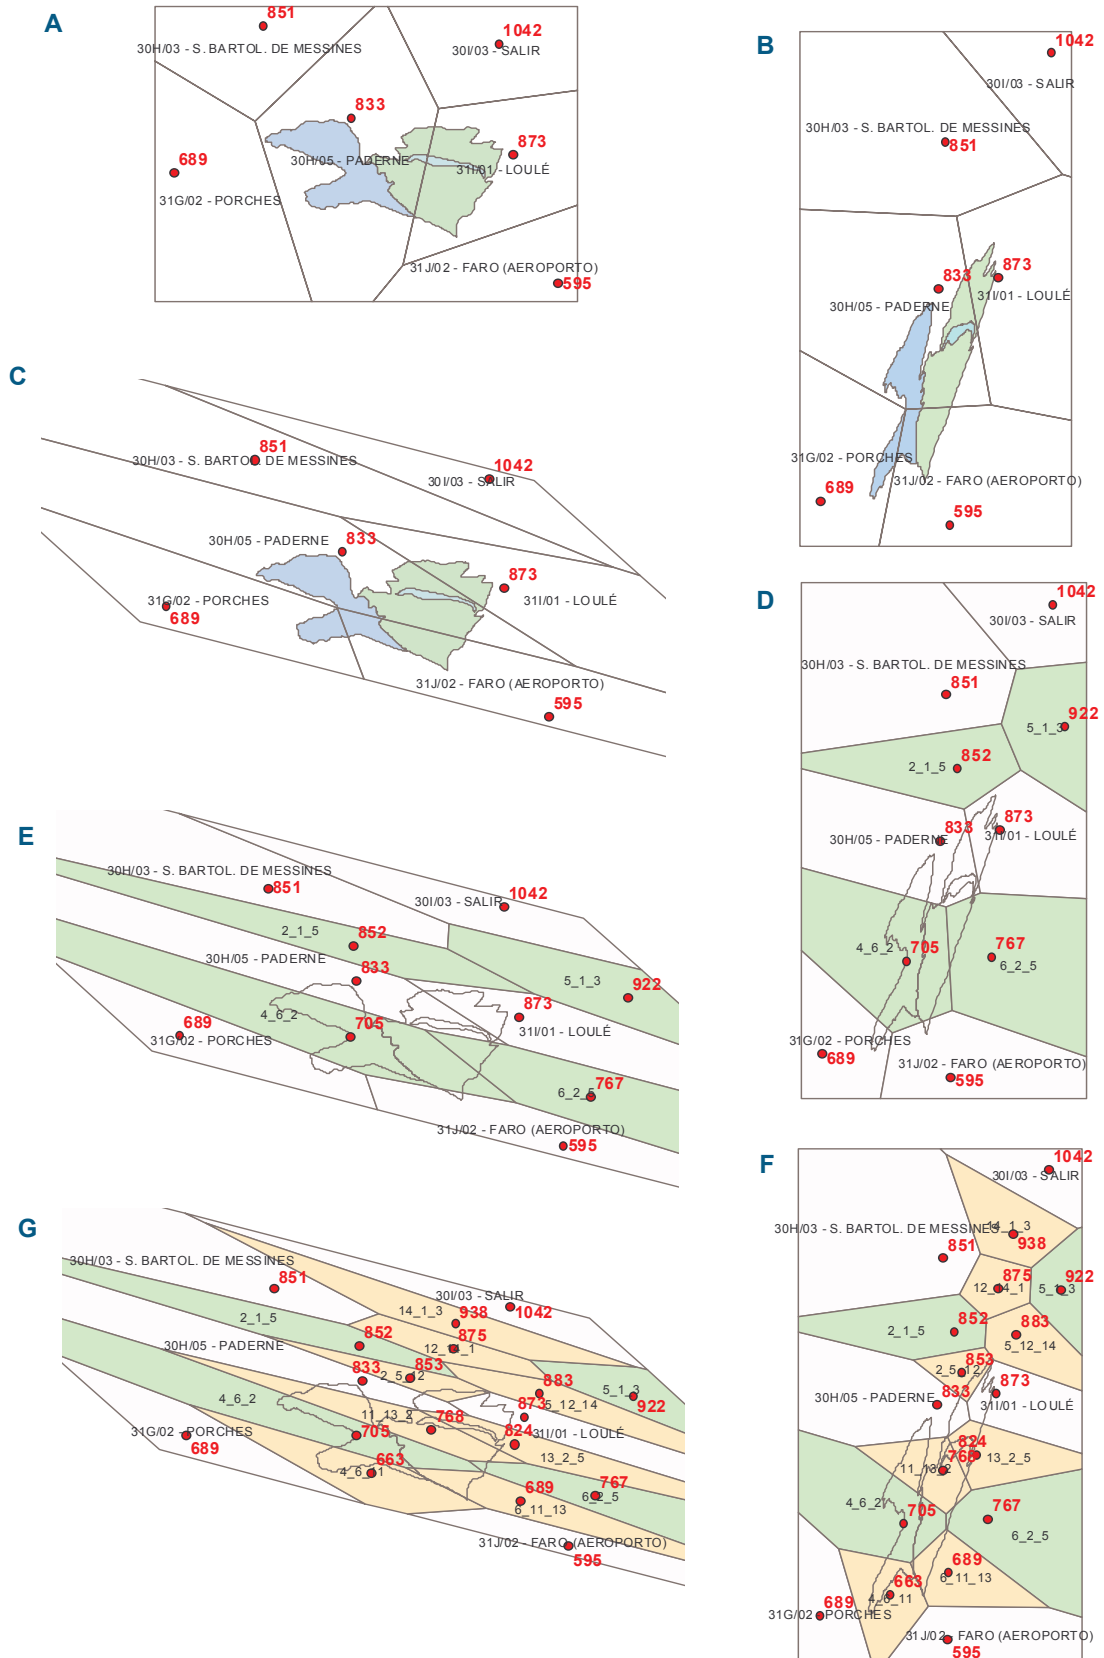 A
851
30H/03 - S. BARTOL. DE MESSINES
1042
30I/03 - SALIR
833
30H/05 - PADERNE
873
31I/01 - LOULÉ
689
31G/02 - PORCHES
31J/02 - FARO (AEROPORTO)
595
B
1042
30I/03 - SALIR
30H/03 - S. BARTOL. DE MESSINES
851
833
873
31I/01 - LOULÉ
30H/05 - PADERNE
31G/02 - PORCHES
689
31J/02 - FARO (AEROPORTO)
595
C
851
30H/03 - S. BARTOL. DE MESSINES
1042
30I/03 - SALIR
30H/05 - PADERNE
833
873
31I/01 - LOULÉ
31G/02 - PORCHES
689
31J/02 - FARO (AEROPORTO)
595
D
1042
30I/03 - SALIR
30H/03 - S. BARTOL. DE MESSINES
851
922
5_1_3
852
2_1_5
873
833
30H/05 - PADERNE
31I/01 - LOULÉ
4_6_2
705
767
6_2_5
31G/02 - PORCHES
689
31J/02 - FARO (AEROPORTO)
595
E
30H/03 - S. BARTOL. DE MESSINES
851
1042
30I/03 - SALIR
2_1_5
852
30H/05 - PADERNE
833
5_1_3
922
873
31I/01 - LOULÉ
4_6_2
689
31G/02 - PORCHES
705
767
6_2_5
31J/02 - FARO (AEROPORTO)
595
F
1042
30I/03 - SALIR
30H/03 - S. BARTOL. DE MESSINES
14_1_3
938
851
875
12_14_1
922
5_1_3
852
2_1_5
883
5_12_14
853
2_5_12
873
833
30H/05 - PADERNE
31I/01 - LOULÉ
824
768
11_13_2
13_2_5
4_6_2
705
767
6_2_5
689
6_11_13
663
4_6_11
689
31G/02 - PORCHES
31J/02 - FARO (AEROPORTO)
595
G
30H/03 - S. BARTOL. DE MESSINES
851
30I/03 - SALIR
1042
14_1_3
938
2_1_5
852
875
12_14_1
30H/05 - PADERNE
833
853
2_5_12
883
5_12_14
5_1_3
922
4_6_2
11_13_2
768
873
31I/01 - LOULÉ
824
13_2_5
31G/02 - PORCHES
689
705
663
4_6_11
689
6_11_13
767
6_2_5
31J/02 - FARO (AEROPORTO)
595